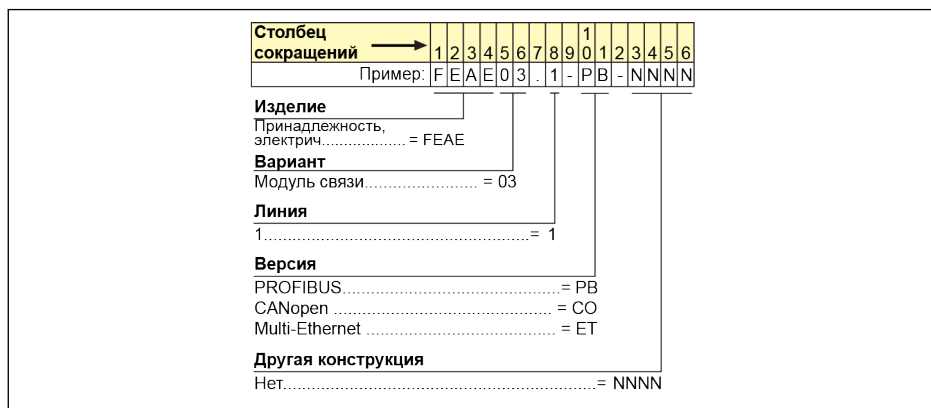 Столбец 1
сокращений 1 2 3 4 5 6 7 8 9 0 1 2 3 4 5 6
Пример: F E A E 0 3 . 1 - P B - N N N N
Изделие
Принадлежность,
электрич................... = FEAE
Вариант
Модуль связи....................... = 03
Линия
1......................................................= 1
Версия
PROFIBUS............................................= PB
CANopen ............................................ = CO
Multi-Ethernet ...................................... = ET
Другая конструкция
Нет...............................................................= NNNN